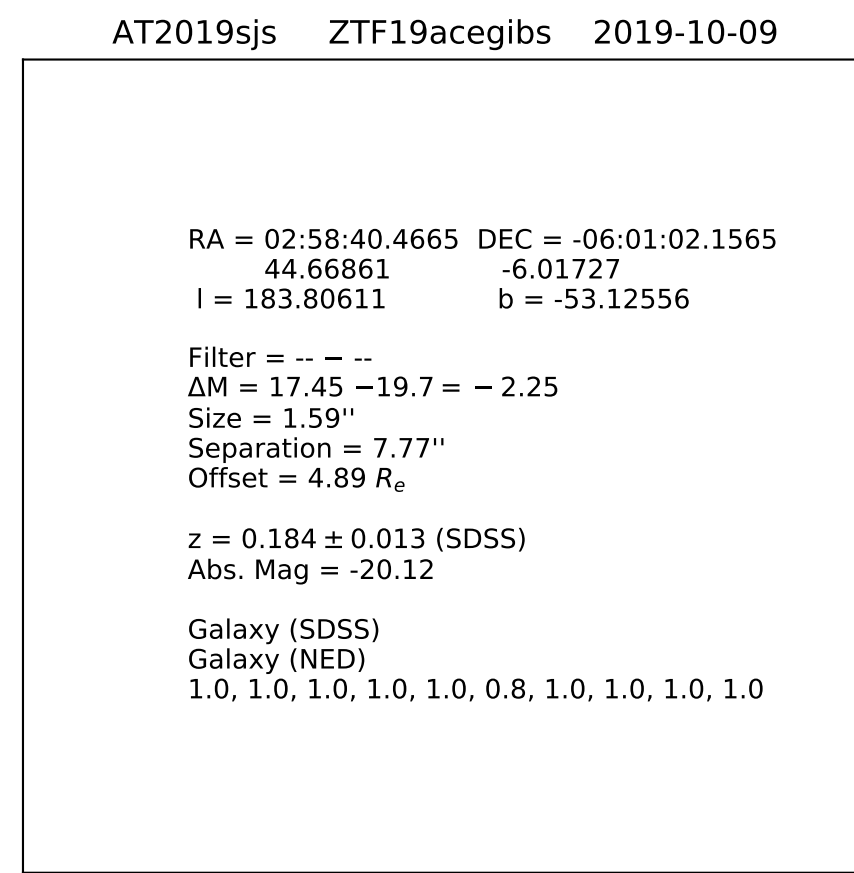 AT2019sjs ZTF19acegibs 2019-10-09
RA = 02:58:40.4665 DEC = -06:01:02.1565
44.66861 -6.01727
l = 183.80611 b = -53.12556
Filter = -- − --
ΔM = 17.45 −19.7 = − 2.25
Size = 1.59''
Separation = 7.77''
Offset = 4.89 Re
z = 0.184 ± 0.013 (SDSS)
Abs. Mag = -20.12
Galaxy (SDSS)
Galaxy (NED)
1.0, 1.0, 1.0, 1.0, 1.0, 0.8, 1.0, 1.0, 1.0, 1.0